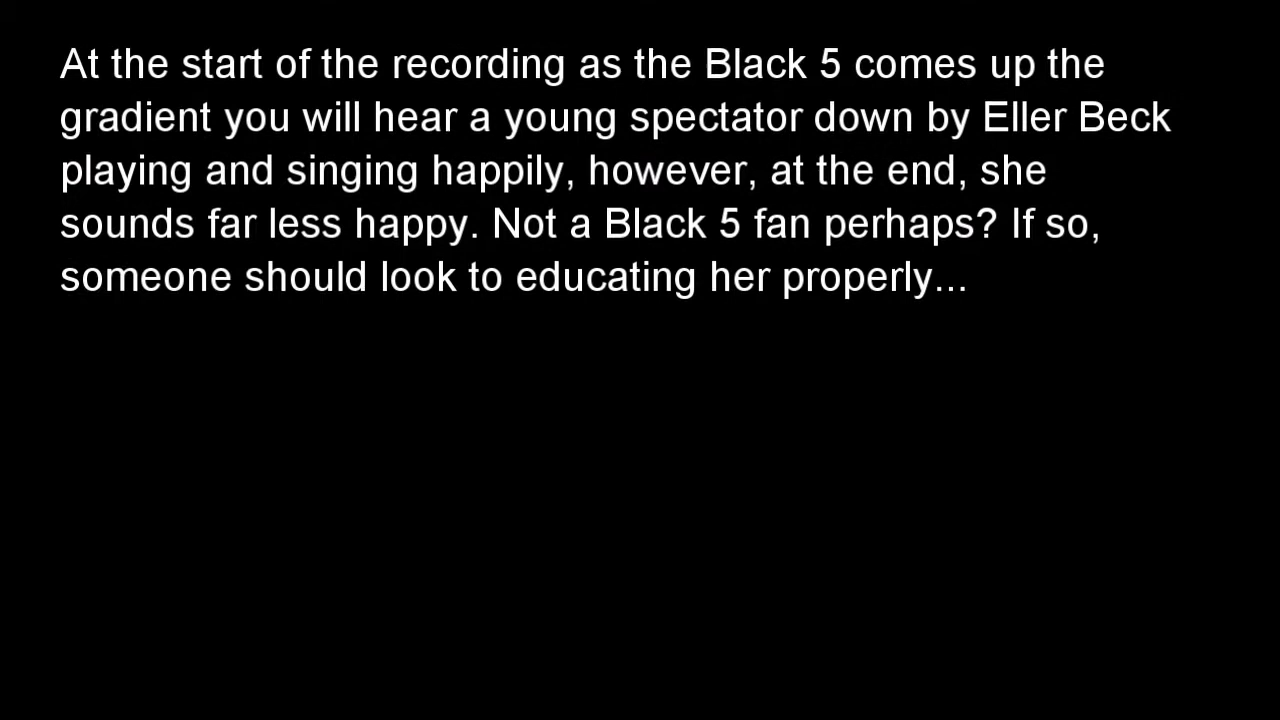 At the start of the recording as the Black 5 comes up the
gradient you will hear a young spectator down by Eller Beck
playing and singing happily, however, at the end, she
sounds far less happy. Not a Black 5 fan perhaps? If so,
someone should look to educating her properly...